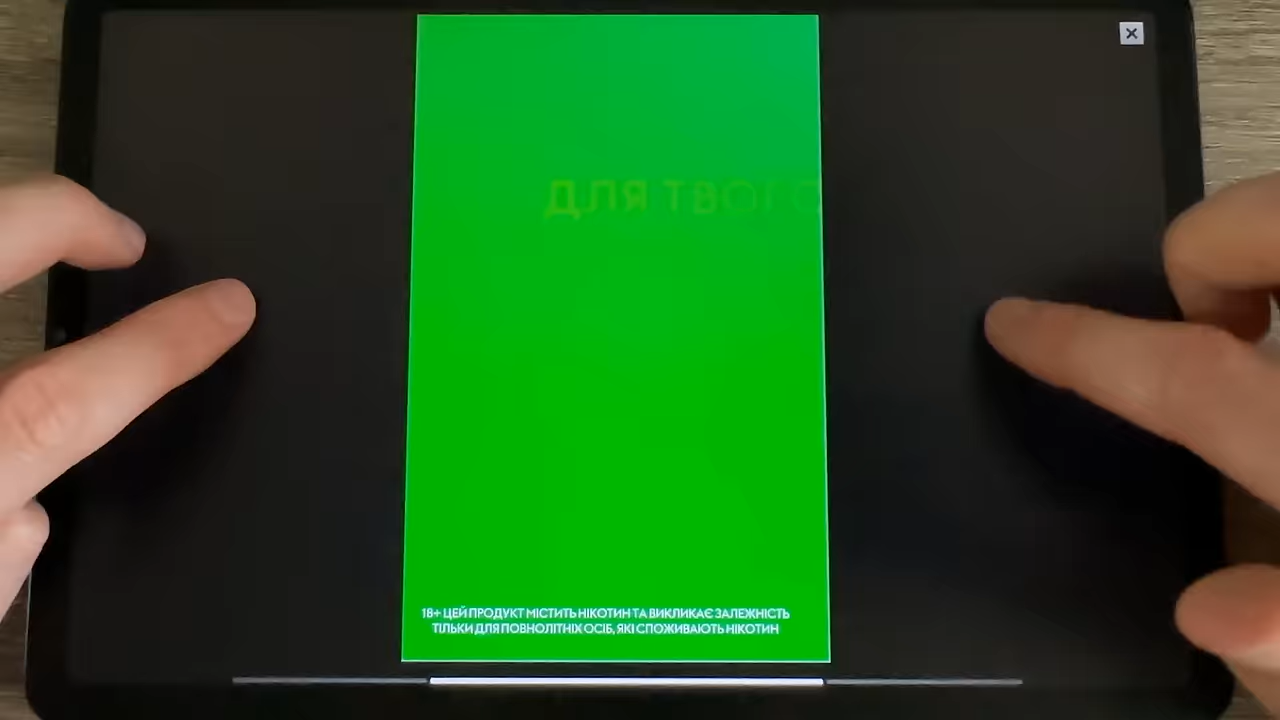 ДЛЯ ТВОГО
18+ ЦЕЙ ПРОДУКТ МІСТИТЬ НІКОТИН ТА ВИКЛИКАЄ ЗАЛЕЖНІСТЬ
ТІЛЬКИ ДЛЯ ПОВНОЛІТНІХ ОСІБ, ЯКІ СПОЖИВАЮТЬ НІКОТИН